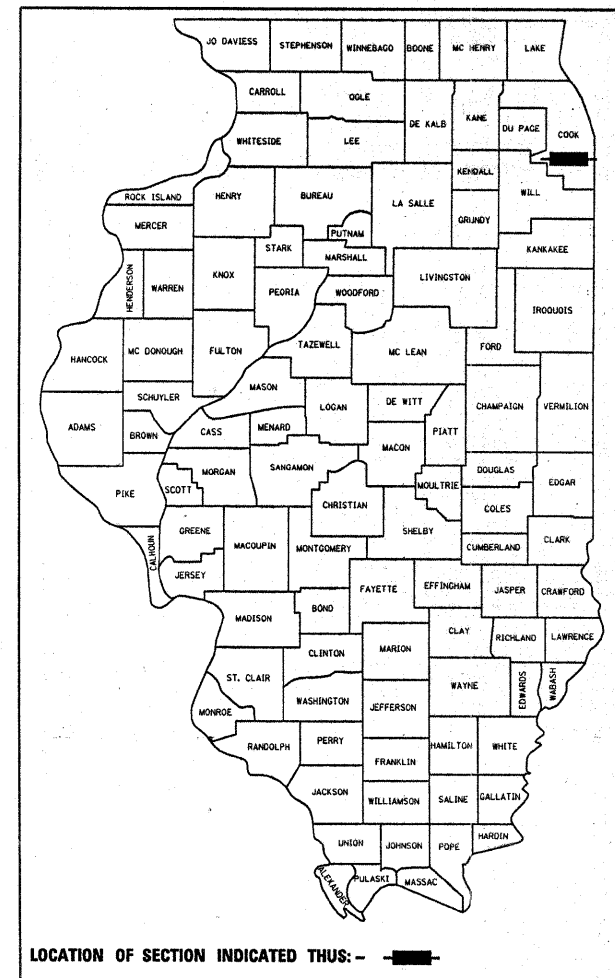 JO DAVIESS STEPHENSON WINNEBAGO BOONE MC HENRY LAKE
CARROLL OGLE DE KALB KANE DU PAGE COOK
WHITESIDE LEE KENDALL WILL
ROCK ISLAND HENRY BUREAU LA SALLE GRUNDY
MERCER PUTNAM KANKAKEE
STARK MARSHALL
HENDERSON WARREN KNOX PEORIA WOODFORD LIVINGSTON IROQUOIS
HANCOCK MC DONOUGH FULTON TAZEWELL MC LEAN FORD
SCHUYLER MASON LOGAN DE WITT CHAMPAIGN VERMILION
ADAMS BROWN CASS MENARD MACON PIATT
PIKE SCOTT MORGAN SANGAMON CHRISTIAN MOULTRIE DOUGLAS EDGAR
COLES
CALHOUN GREENE MACOUPIN MONTGOMERY SHELBY CUMBERLAND CLARK
JERSEY
MADISON BOND FAYETTE EFFINGHAM JASPER CRAWFORD
CLINTON MARION CLAY RICHLAND LAWRENCE
ST. CLAIR WAYNE EDWARDS WABASH
MONROE WASHINGTON JEFFERSON
RANDOLPH PERRY FRANKLIN HAMILTON WHITE
JACKSON WILLIAMSON SALINE GALLATIN
UNION JOHNSON POPE HARDIN
ALEXANDER PULASKI MASSAC
LOCATION OF SECTION INDICATED THUS: -